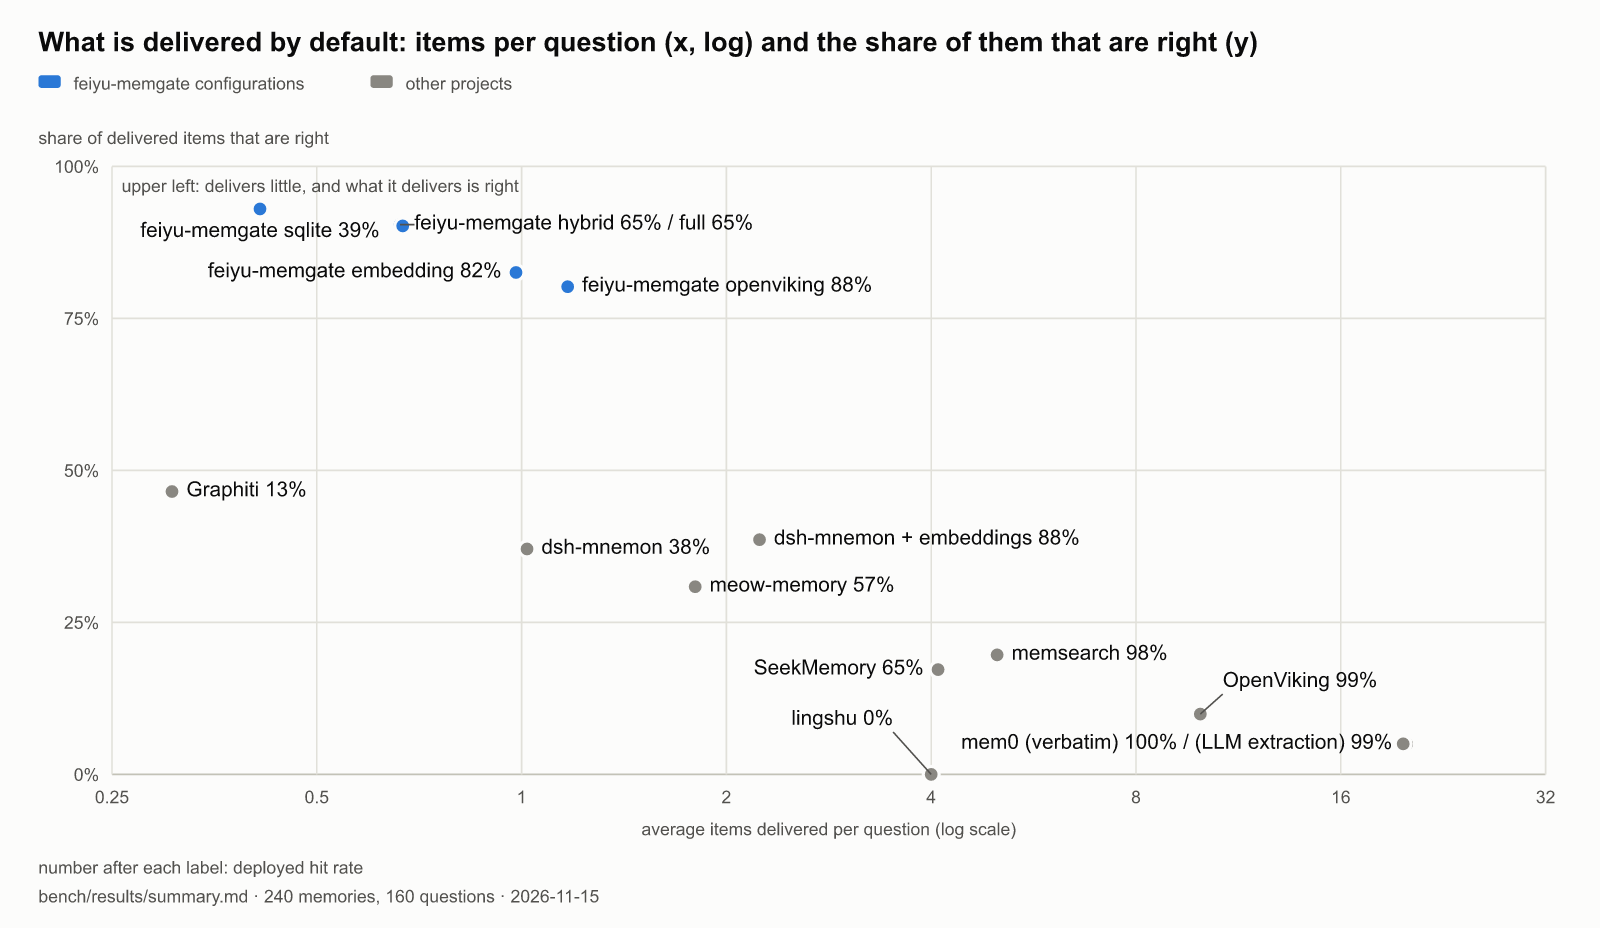 What is delivered by default: items per question (x, log) and the share of them that are right (y)
feiyu-memgate configurations
other projects
share of delivered items that are right
100%
upper left: delivers little, and what it delivers is right
feiyu-memgate sqlite 39%
feiyu-memgate hybrid 65% / full 65%
feiyu-memgate embedding 82%
feiyu-memgate openviking 88%
75%
50%
Graphiti 13%
dsh-mnemon 38%
dsh-mnemon + embeddings 88%
meow-memory 57%
25%
SeekMemory 65%
memsearch 98%
OpenViking 99%
lingshu 0%
mem0 (verbatim) 100% / (LLM extraction) 99%
0%
0.25
0.5
1
2
4
8
16
32
average items delivered per question (log scale)
number after each label: deployed hit rate
bench/results/summary.md · 240 memories, 160 questions · 2026-11-15